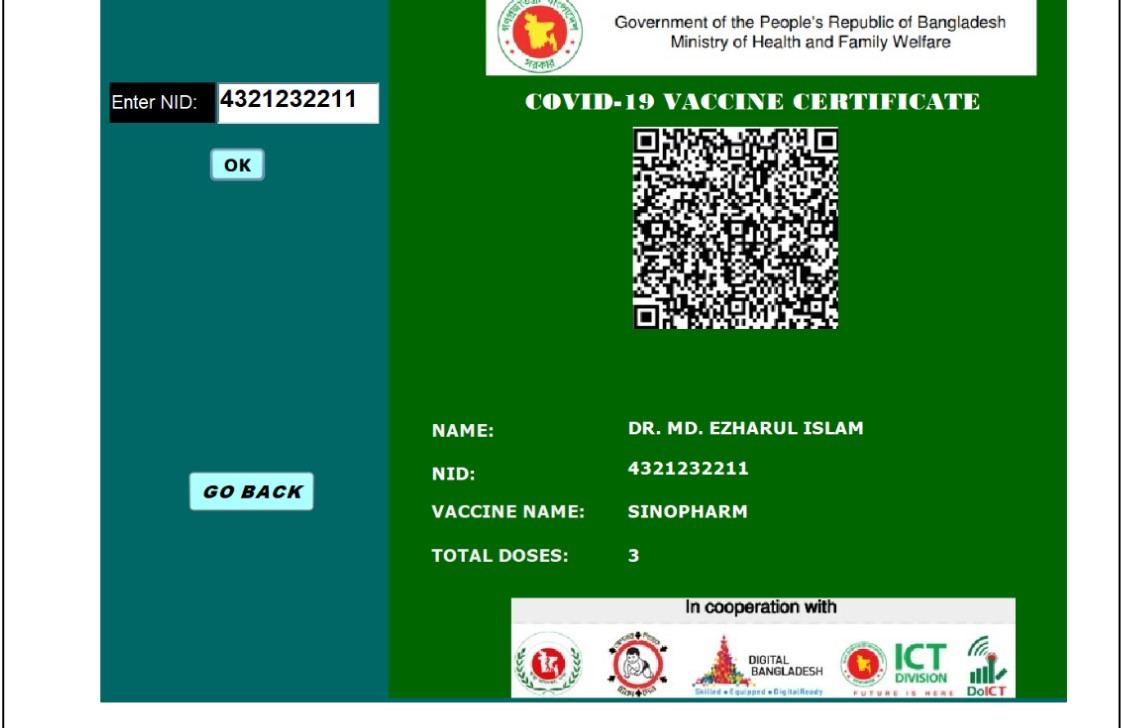 Government of the People's Republic of Bangladesh
Ministry of Health and Family Welfare
Enter NID: 4321232211
COVID-19 VACCINE CERTIFICATE
OK
NAME: DR. MD. EZHARUL ISLAM
NID: 4321232211
GO BACK
VACCINE NAME: SINOPHARM
TOTAL DOSES: 3
In cooperation with
DIGITAL
BANGLADESH
Skilled • Equipped • DigitalReady
ICT
DIVISION
FUTURE IS HERE
DoICT